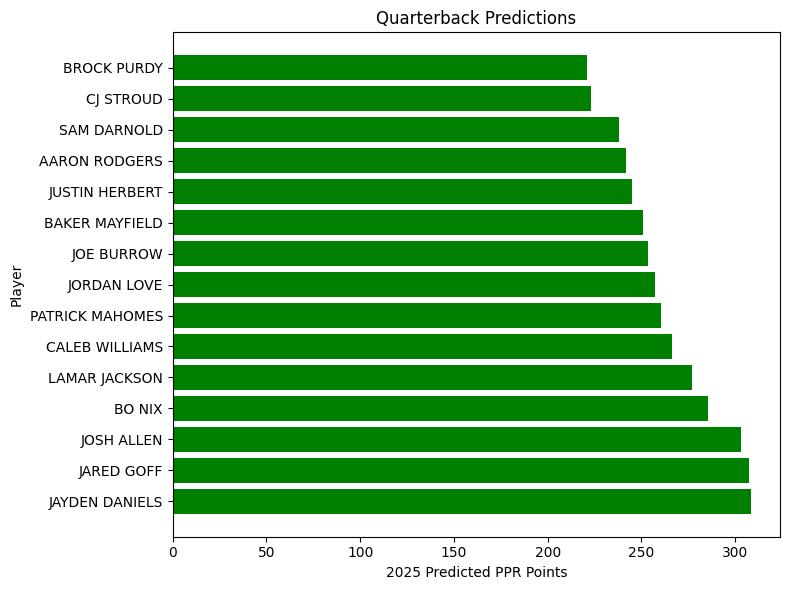 Quarterback Predictions
BROCK PURDY
CJ STROUD
SAM DARNOLD
AARON RODGERS
JUSTIN HERBERT
BAKER MAYFIELD
JOE BURROW
JORDAN LOVE
PATRICK MAHOMES
CALEB WILLIAMS
LAMAR JACKSON
BO NIX
JOSH ALLEN
JARED GOFF
JAYDEN DANIELS
Player
0 50 100 150 200 250 300
2025 Predicted PPR Points